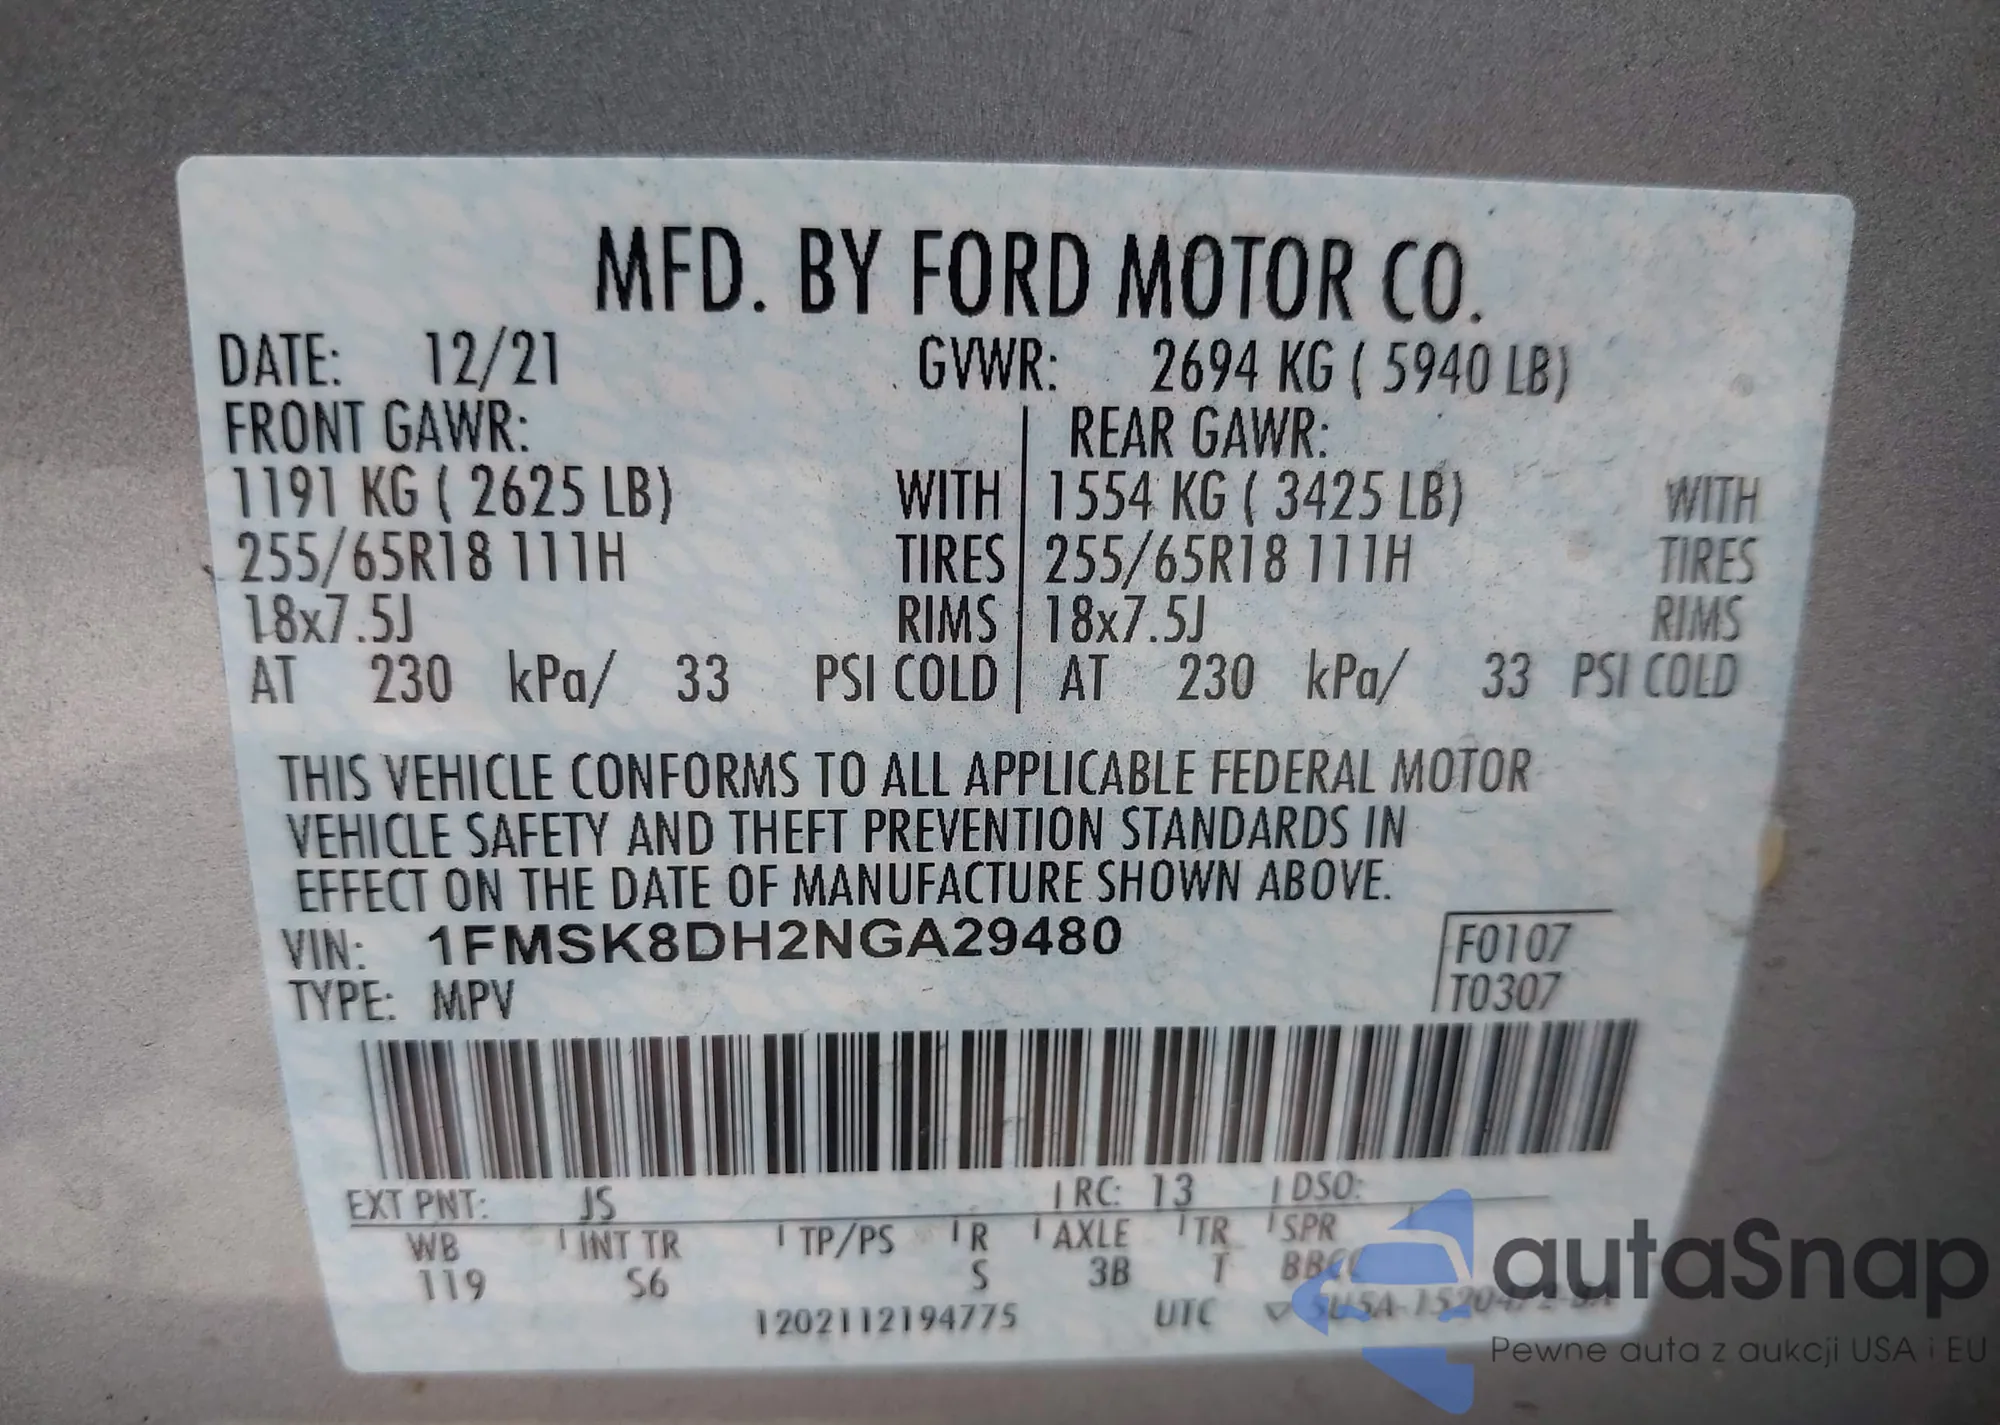 MFD. BY FORD MOTOR CO.
DATE: 12/21 GVWR: 2694 KG ( 5940 LB)
FRONT GAWR: REAR GAWR:
1191 KG ( 2625 LB) WITH 1554 KG ( 3425 LB) WITH
255/65R18 111H TIRES 255/65R18 111H TIRES
18x7.5J RIMS 18x7.5J RIMS
AT 230 kPa/ 33 PSI COLD AT 230 kPa/ 33 PSI COLD
THIS VEHICLE CONFORMS TO ALL APPLICABLE FEDERAL MOTOR
VEHICLE SAFETY AND THEFT PREVENTION STANDARDS IN
EFFECT ON THE DATE OF MANUFACTURE SHOWN ABOVE.
VIN: 1FMSK8DH2NGA29480 F0107
TYPE: MPV T0307
EXT PNT: JS RC: 13 DSO:
WB INT TR TP/PS R AXLE TR SPR
119 S6 S 3B T
1202112194775 UTC
autaSnap
Pewne auta z aukcji USA i EU